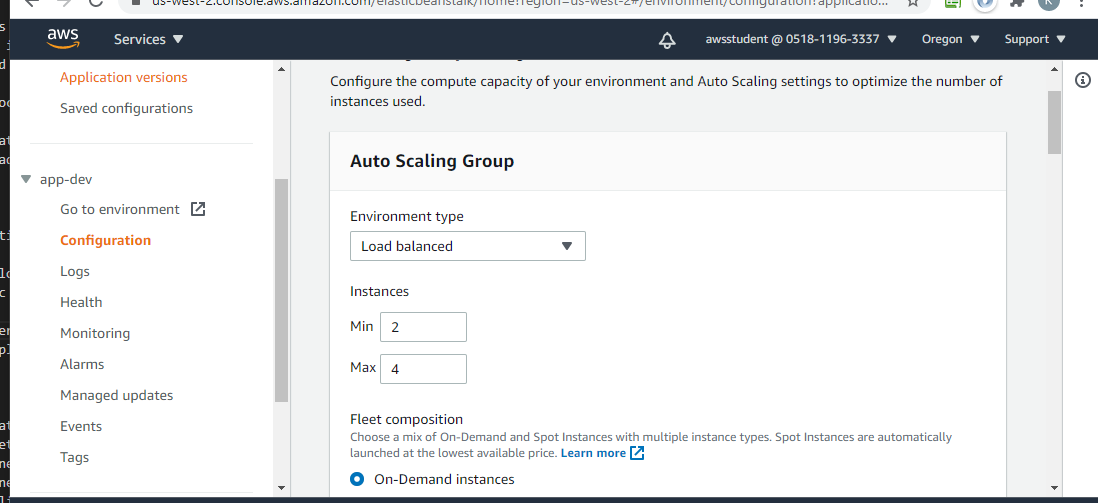 us-west-2.console.aws.amazon.com/elasticbeanstalk/home?region=us-west-2#/environment/configuration?applicatio...
K
aws
Services
awsstudent @ 0518-1196-3337
Oregon
Support
Application versions
Saved configurations
app-dev
Go to environment
Configuration
Logs
Health
Monitoring
Alarms
Managed updates
Events
Tags
Configure the compute capacity of your environment and Auto Scaling settings to optimize the number of
instances used.
Auto Scaling Group
Environment type
Load balanced
Instances
Min 2
Max 4
Fleet composition
Choose a mix of On-Demand and Spot Instances with multiple instance types. Spot Instances are automatically
launched at the lowest available price. Learn more
On-Demand instances